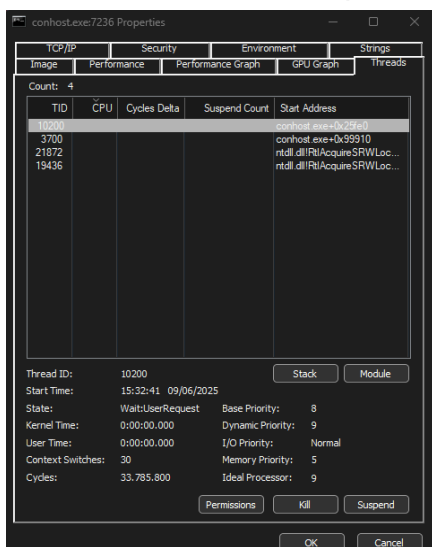 conhost.exe:7236 Properties
TCP/IP Security Environment Strings
Image Performance Performance Graph GPU Graph Threads
Count: 4
TID CPU Cycles Delta Suspend Count Start Address
10200 conhost.exe+0x25fe0
3700 conhost.exe+0x99910
21872 ntdll.dll!RtlAcquireSRWLoc...
19436 ntdll.dll!RtlAcquireSRWLoc...
Thread ID: 10200 Stack Module
Start Time: 15:32:41 09/06/2025
State: Wait:UserRequest Base Priority: 8
Kernel Time: 0:00:00.000 Dynamic Priority: 9
User Time: 0:00:00.000 I/O Priority: Normal
Context Switches: 30 Memory Priority: 5
Cycles: 33.785.800 Ideal Processor: 9
Permissions Kill Suspend
OK Cancel